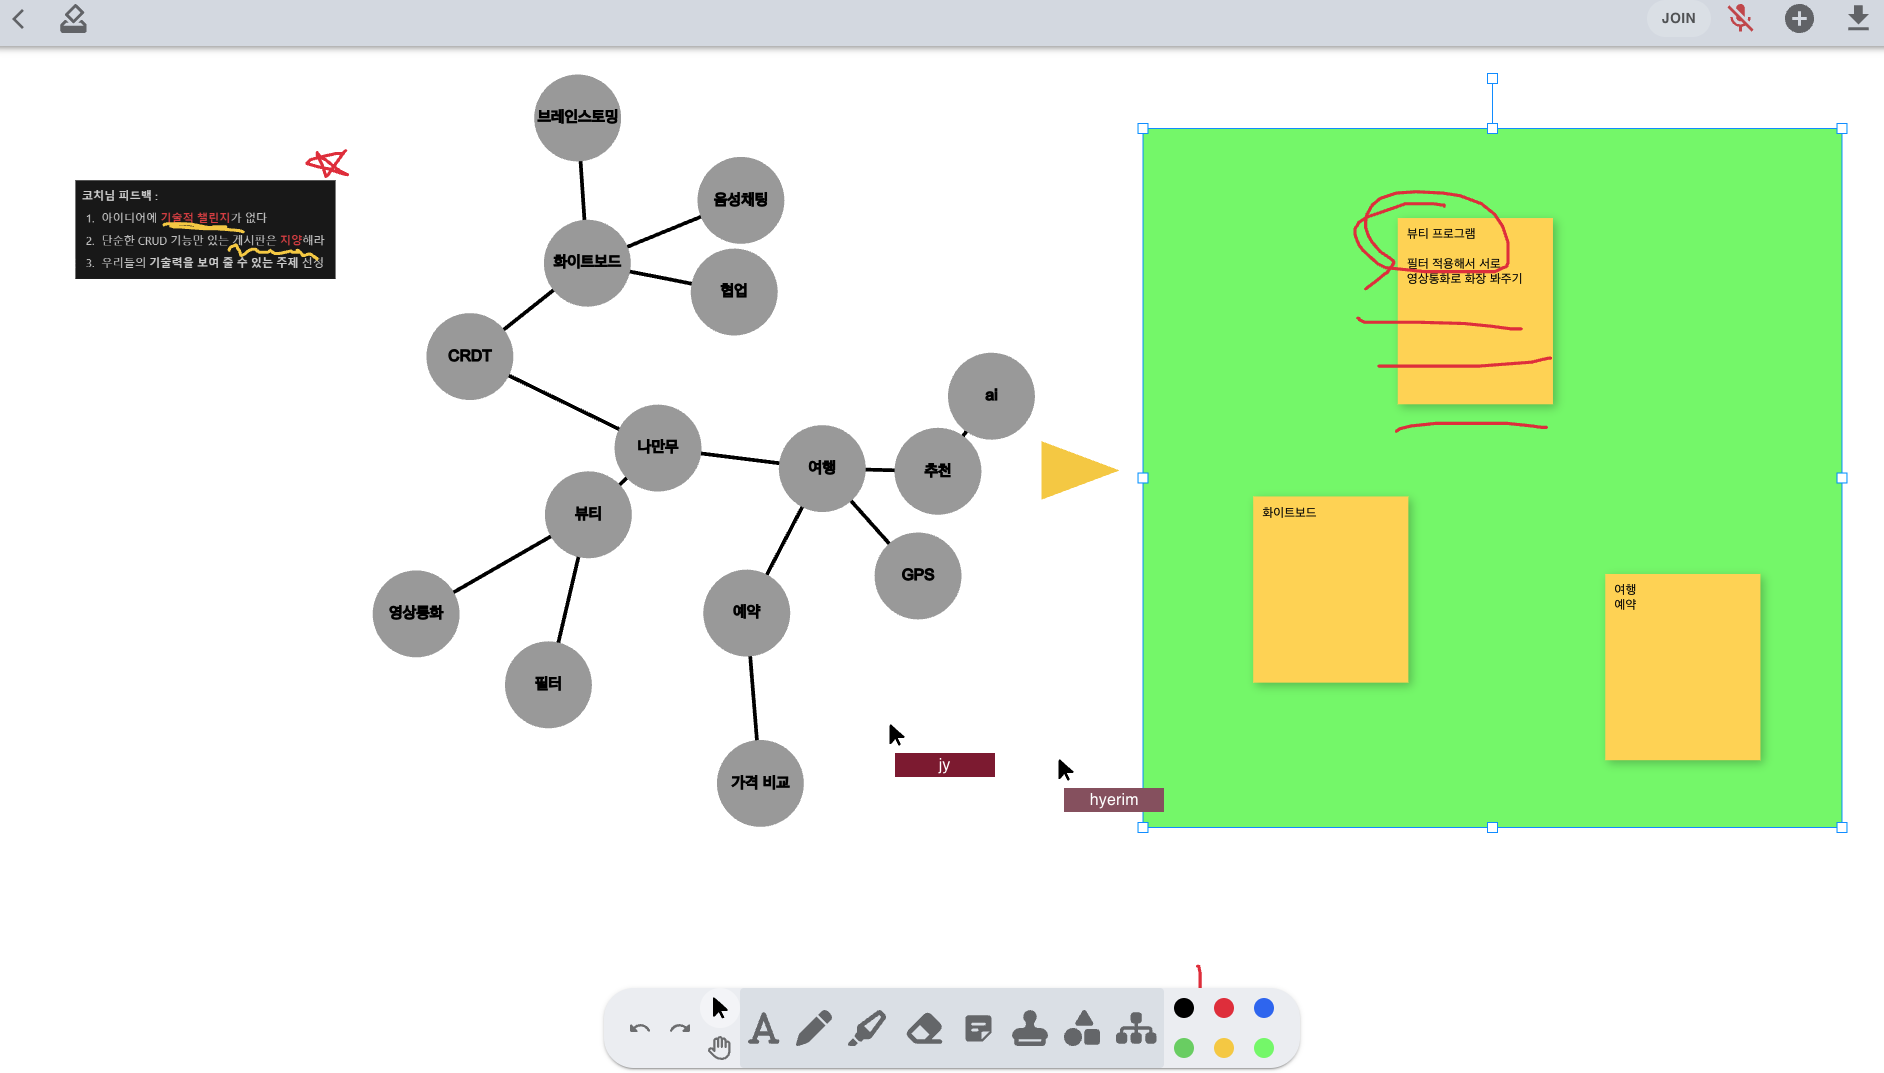 JOIN
코치님 피드백 :
1. 아이디어에 기술적 챌린지가 없다
2. 단순한 CRUD 기능만 있는 게시판은 지양해라
3. 우리들의 기술력을 보여 줄 수 있는 주제 선정
브레인스토밍
음성채팅
화이트보드
협업
CRDT
ai
나만무
여행
추천
뷰티
GPS
영상통화
예약
필터
가격 비교
jy
hyerim
뷰티 프로그램
필터 적용해서 서로
영상통화로 화장 봐주기
화이트보드
여행
예약